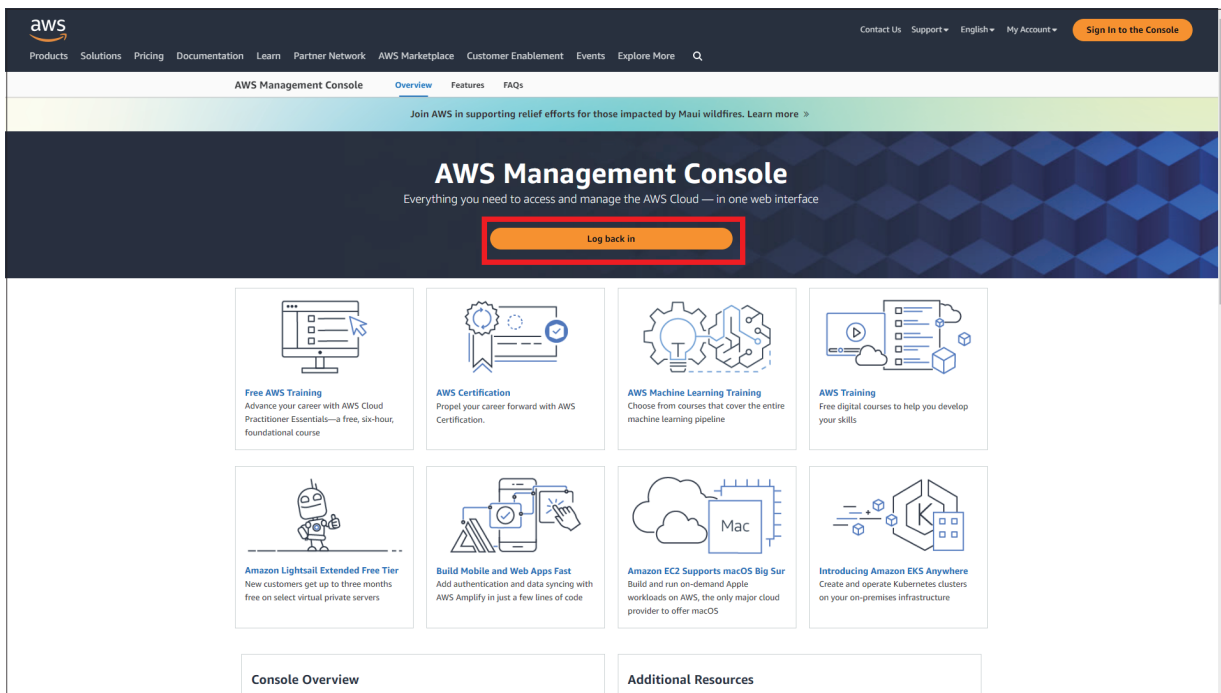 aws
Contact Us Support English My Account Sign In to the Console
Products Solutions Pricing Documentation Learn Partner Network AWS Marketplace Customer Enablement Events Explore More
AWS Management Console Overview Features FAQs
Join AWS in supporting relief efforts for those impacted by Maui wildfires. Learn more »
AWS Management Console
Everything you need to access and manage the AWS Cloud — in one web interface
Log back in
Free AWS Training
Advance your career with AWS Cloud
Practitioner Essentials—a free, six-hour,
foundational course
AWS Certification
Propel your career forward with AWS
Certification.
AWS Machine Learning Training
Choose from courses that cover the entire
machine learning pipeline
AWS Training
Free digital courses to help you develop
your skills
Amazon Lightsail Extended Free Tier
New customers get up to three months
free on select virtual private servers
Build Mobile and Web Apps Fast
Add authentication and data syncing with
AWS Amplify in just a few lines of code
Mac
Amazon EC2 Supports macOS Big Sur
Build and run on-demand Apple
workloads on AWS, the only major cloud
provider to offer macOS
K
Introducing Amazon EKS Anywhere
Create and operate Kubernetes clusters
on your on-premises infrastructure
Console Overview
Additional Resources